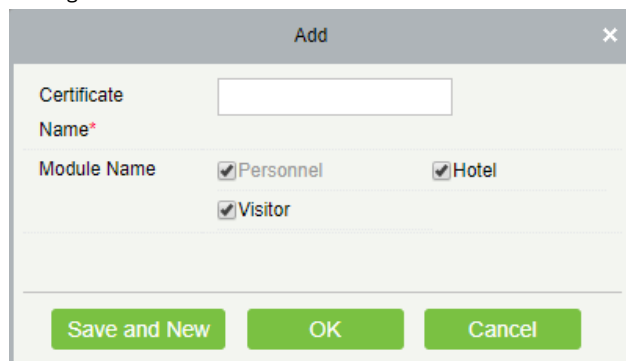 Add
Certificate
Name*
Module Name Personnel Hotel
Visitor
Save and New OK Cancel